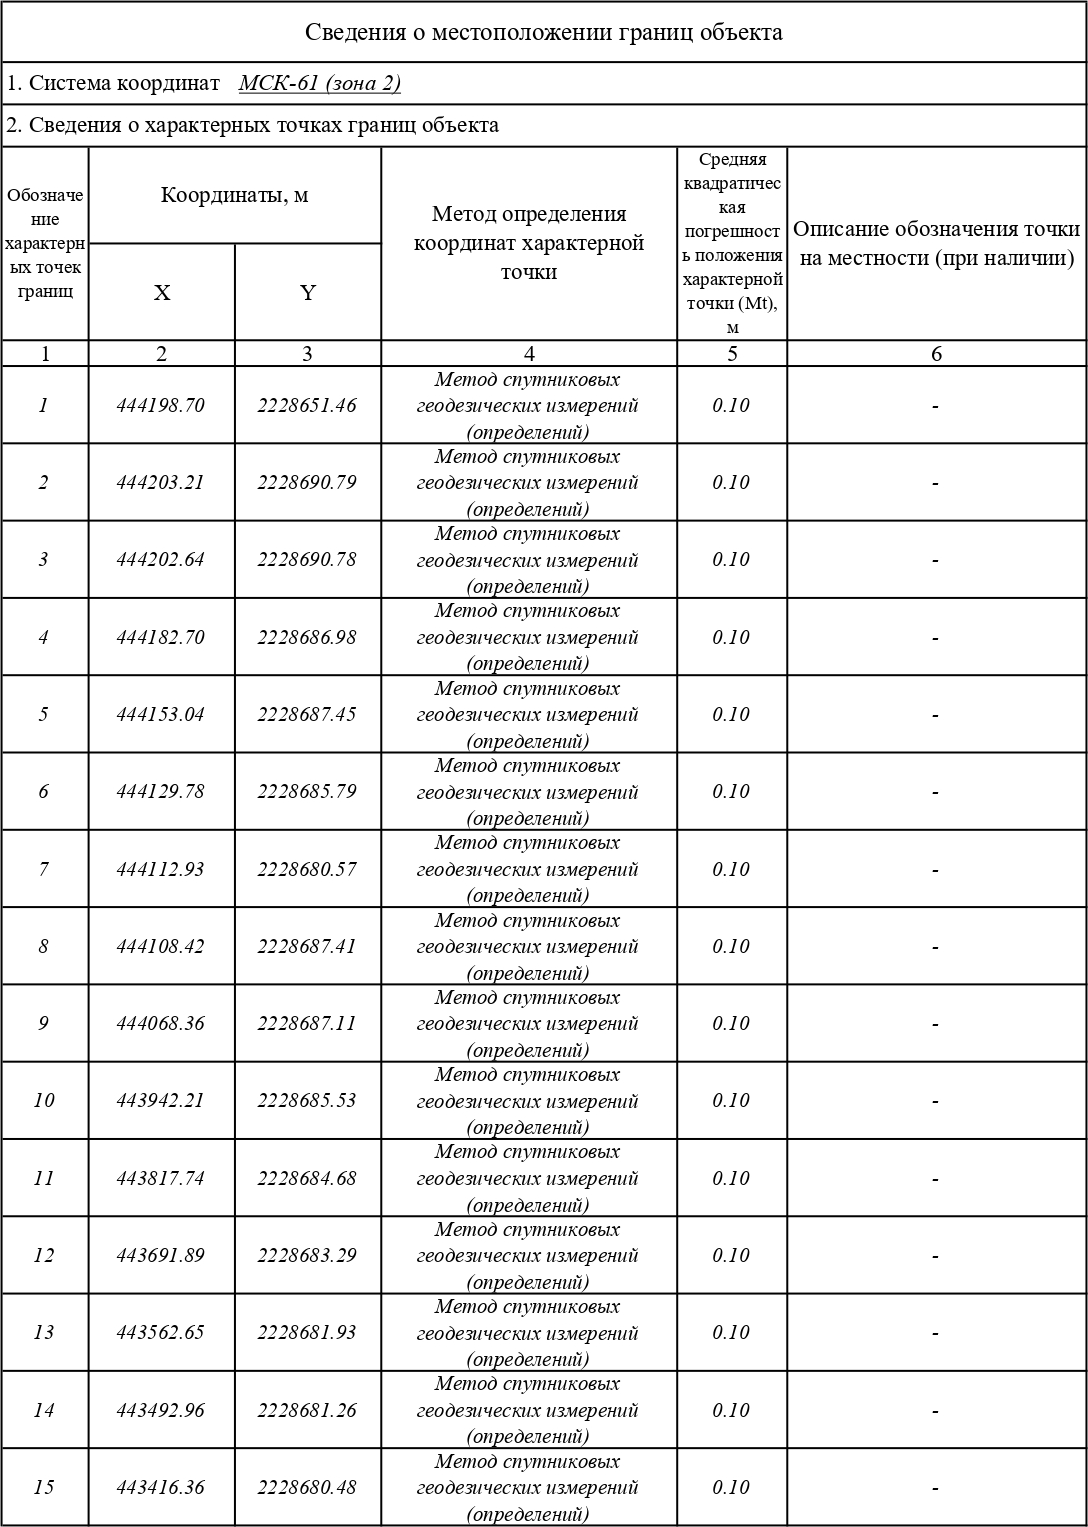 Сведения о местоположении границ объекта
1. Система координат МСК-61 (зона 2)
2. Сведения о характерных точках границ объекта
Обозначе
ние
характерн
ых точек
границ
Координаты, м
X
Y
Метод определения
координат характерной
точки
Средняя
квадратичес
кая
погрешност
ь положения
характерной
точки (Mt),
м
Описание обозначения точки
на местности (при наличии)
1 2 3 4 5 6
Метод спутниковых
1 444198.70 2228651.46 геодезических измерений 0.10 -
(определений)
Метод спутниковых
2 444203.21 2228690.79 геодезических измерений 0.10 -
(определений)
Метод спутниковых
3 444202.64 2228690.78 геодезических измерений 0.10 -
(определений)
Метод спутниковых
4 444182.70 2228686.98 геодезических измерений 0.10 -
(определений)
Метод спутниковых
5 444153.04 2228687.45 геодезических измерений 0.10 -
(определений)
Метод спутниковых
6 444129.78 2228685.79 геодезических измерений 0.10 -
(определений)
Метод спутниковых
7 444112.93 2228680.57 геодезических измерений 0.10 -
(определений)
Метод спутниковых
8 444108.42 2228687.41 геодезических измерений 0.10 -
(определений)
Метод спутниковых
9 444068.36 2228687.11 геодезических измерений 0.10 -
(определений)
Метод спутниковых
10 443942.21 2228685.53 геодезических измерений 0.10 -
(определений)
Метод спутниковых
11 443817.74 2228684.68 геодезических измерений 0.10 -
(определений)
Метод спутниковых
12 443691.89 2228683.29 геодезических измерений 0.10 -
(определений)
Метод спутниковых
13 443562.65 2228681.93 геодезических измерений 0.10 -
(определений)
Метод спутниковых
14 443492.96 2228681.26 геодезических измерений 0.10 -
(определений)
Метод спутниковых
15 443416.36 2228680.48 геодезических измерений 0.10 -
(определений)